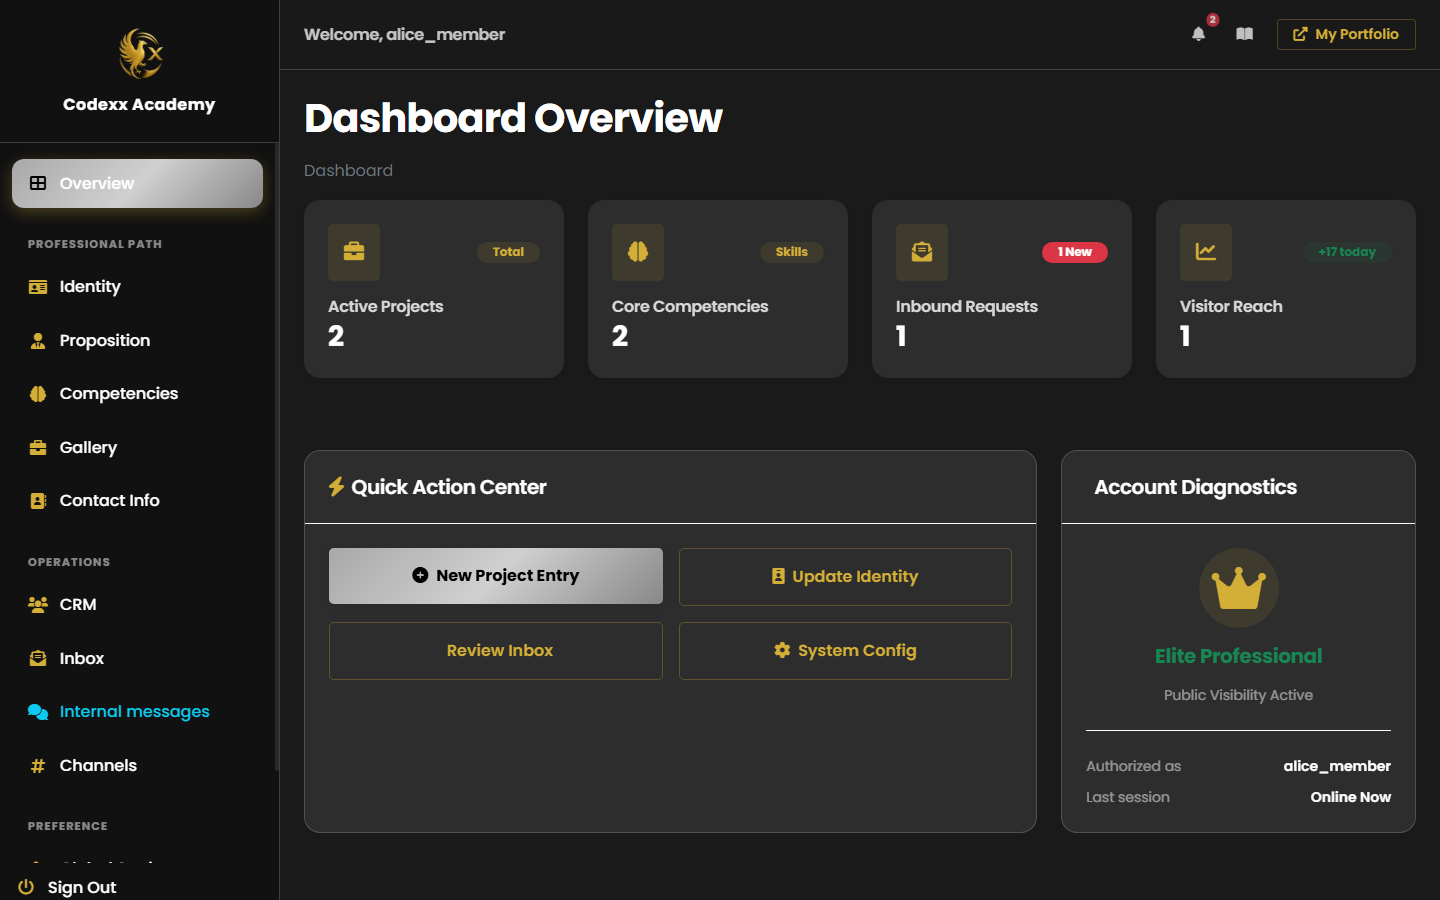 Codexx Academy
Overview
PROFESSIONAL PATH
Identity
Proposition
Competencies
Gallery
Contact Info
OPERATIONS
CRM
Inbox
Internal messages
Channels
PREFERENCE
Sign Out
Welcome, alice_member
2
My Portfolio
Dashboard Overview
Dashboard
Total
Active Projects
2
Skills
Core Competencies
2
1 New
Inbound Requests
1
+17 today
Visitor Reach
1
Quick Action Center
New Project Entry
Update Identity
Review Inbox
System Config
Account Diagnostics
Elite Professional
Public Visibility Active
Authorized as alice_member
Last session Online Now